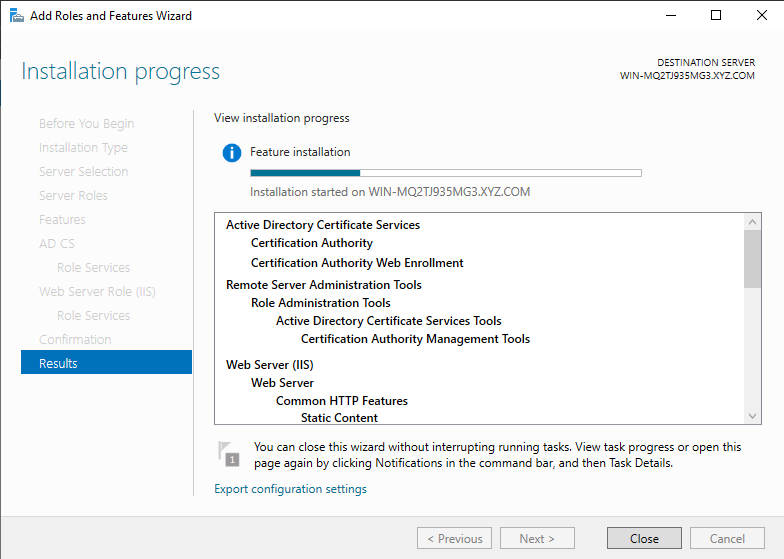 Add Roles and Features Wizard
Installation progress
DESTINATION SERVER
WIN-MQ2TJ935MG3.XYZ.COM
Before You Begin
Installation Type
Server Selection
Server Roles
Features
AD CS
Role Services
Web Server Role (IIS)
Role Services
Confirmation
Results
View installation progress
Feature installation
Installation started on WIN-MQ2TJ935MG3.XYZ.COM
Active Directory Certificate Services
Certification Authority
Certification Authority Web Enrollment
Remote Server Administration Tools
Role Administration Tools
Active Directory Certificate Services Tools
Certification Authority Management Tools
Web Server (IIS)
Web Server
Common HTTP Features
Static Content
1
You can close this wizard without interrupting running tasks. View task progress or open this
page again by clicking Notifications in the command bar, and then Task Details.
Export configuration settings
< Previous
Next >
Close
Cancel